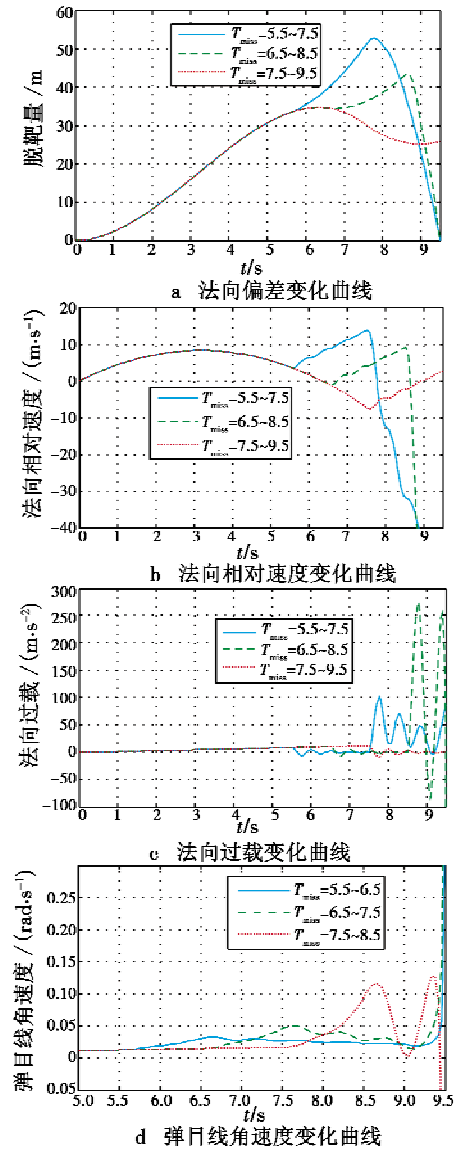 60
50
40
30
20
10
0
脱靶量/m
T_miss=5.5~7.5
T_miss=6.5~8.5
T_miss=7.5~9.5
0 1 2 3 4 5 6 7 8 9
t/s
a 法向偏差变化曲线
20
10
0
-10
-20
-30
-40
法向相对速度/(m·s⁻¹)
T_miss=5.5~7.5
T_miss=6.5~8.5
T_miss=7.5~9.5
0 1 2 3 4 5 6 7 8 9
t/s
b 法向相对速度变化曲线
300
250
200
150
100
50
0
-50
-100
法向过载/(m·s⁻²)
T_miss=5.5~7.5
T_miss=6.5~8.5
T_miss=7.5~9.5
0 1 2 3 4 5 6 7 8 9
t/s
c 法向过载变化曲线
0.25
0.20
0.15
0.10
0.05
0
0.05
弹目线角速度/(rad·s⁻¹)
T_miss=5.5~6.5
T_miss=6.5~7.5
T_miss=7.5~8.5
5.0 5.5 6.0 6.5 7.0 7.5 8.0 8.5 9.0 9.5
t/s
d 弹目线角速度变化曲线